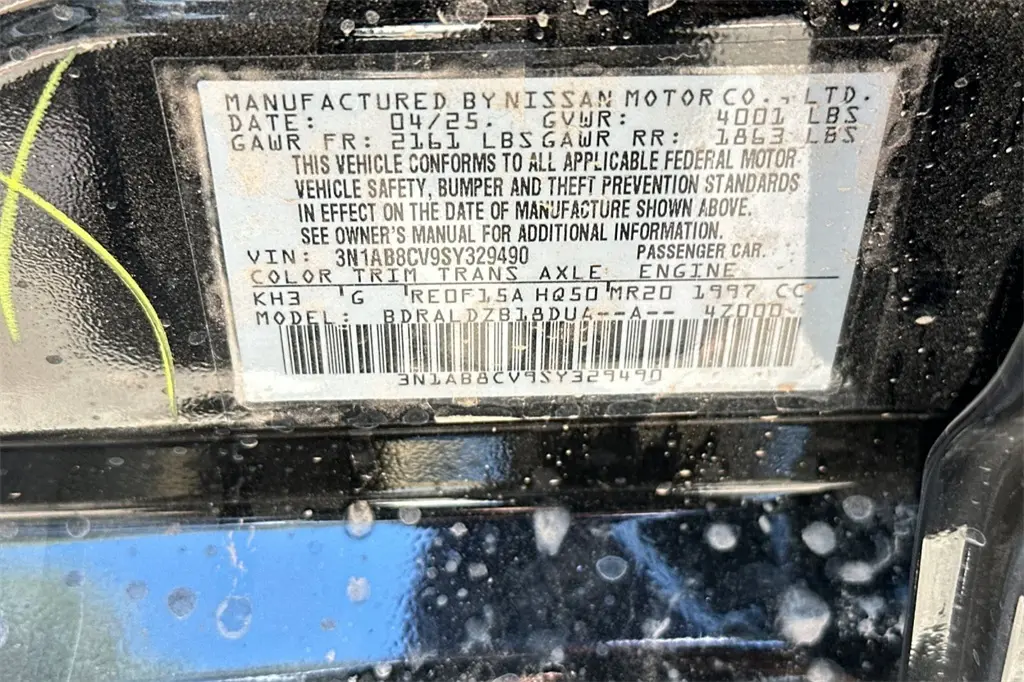 MANUFACTURED BY NISSAN MOTOR CO., LTD.
DATE: 04/25. GVWR: 4001 LBS
GAWR FR: 2161 LBS GAWR RR: 1863 LBS
THIS VEHICLE CONFORMS TO ALL APPLICABLE FEDERAL MOTOR
VEHICLE SAFETY, BUMPER AND THEFT PREVENTION STANDARDS
IN EFFECT ON THE DATE OF MANUFACTURE SHOWN ABOVE.
SEE OWNER'S MANUAL FOR ADDITIONAL INFORMATION.
VIN: 3N1AB8CV9SY329490 PASSENGER CAR.
COLOR TRIM TRANS AXLE ENGINE
KH3 G RE0F15A HQ50 MR20 1997 CC
MODEL: BDRALDZB18DUA--A-- 4Z000-
3N1AB8CV9SY329490